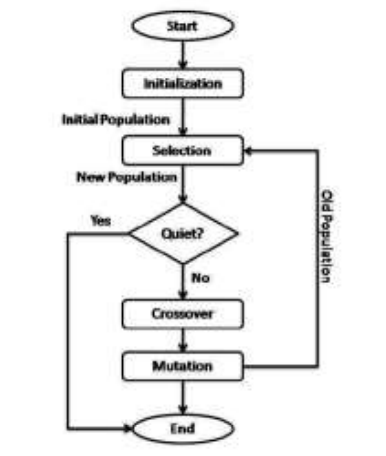 Start
Initialization
Initial Population
Selection
New Population
Yes
Quiet?
Old Population
No
Crossover
Mutation
End